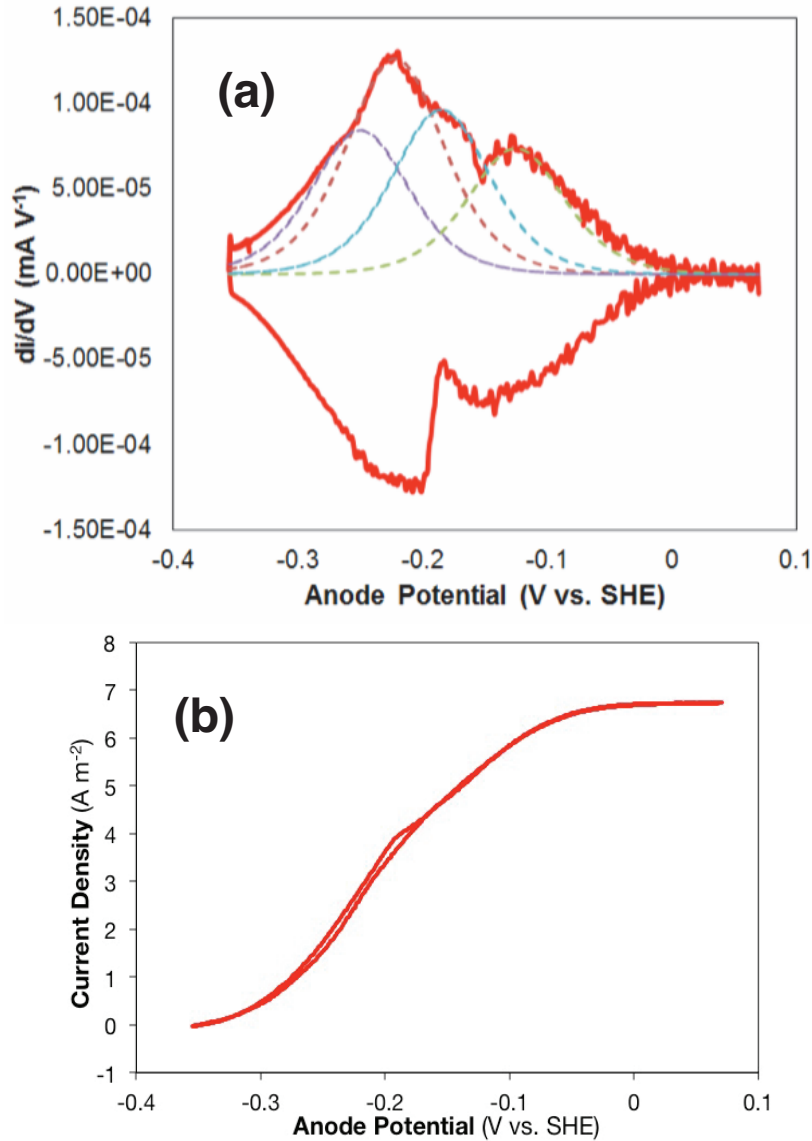 1.50E-04
(a)
1.00E-04
5.00E-05
0.00E+00
-5.00E-05
-1.00E-04
-1.50E-04
di/dV (mA V-1)
-0.4 -0.3 -0.2 -0.1 0 0.1
Anode Potential (V vs. SHE)
8
(b)
7
6
5
4
3
2
1
0
-1
Current Density (A m-2)
-0.4 -0.3 -0.2 -0.1 0 0.1
Anode Potential (V vs. SHE)